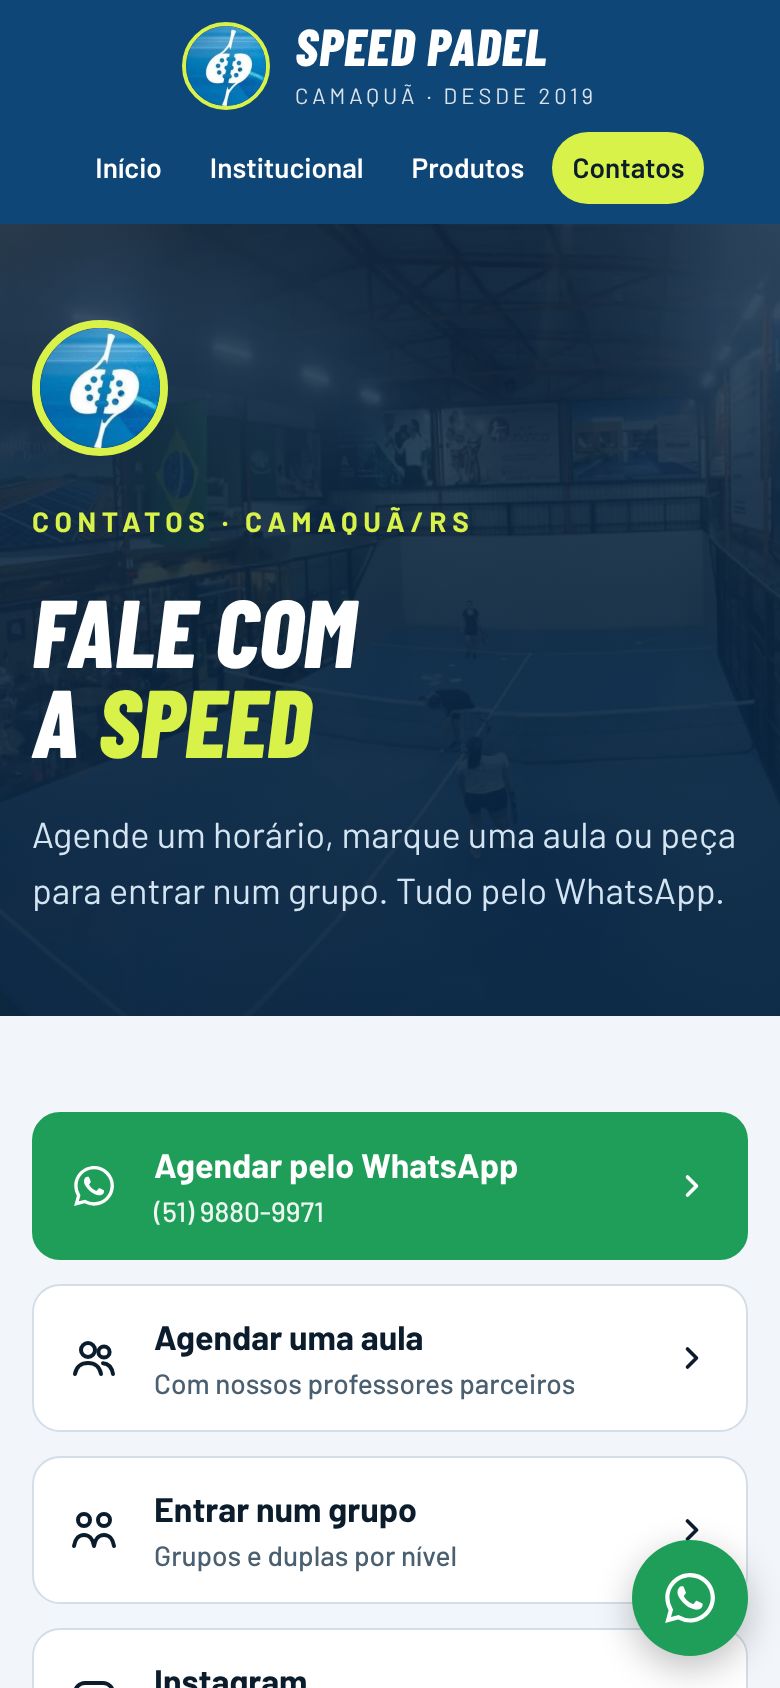 SPEED PADEL
CAMAQUÃ · DESDE 2019
Início Institucional Produtos Contatos
CONTATOS · CAMAQUÃ/RS
FALE COM
A SPEED
Agende um horário, marque uma aula ou peça
para entrar num grupo. Tudo pelo WhatsApp.
Agendar pelo WhatsApp
(51) 9880-9971
Agendar uma aula
Com nossos professores parceiros
Entrar num grupo
Grupos e duplas por nível
Instagram